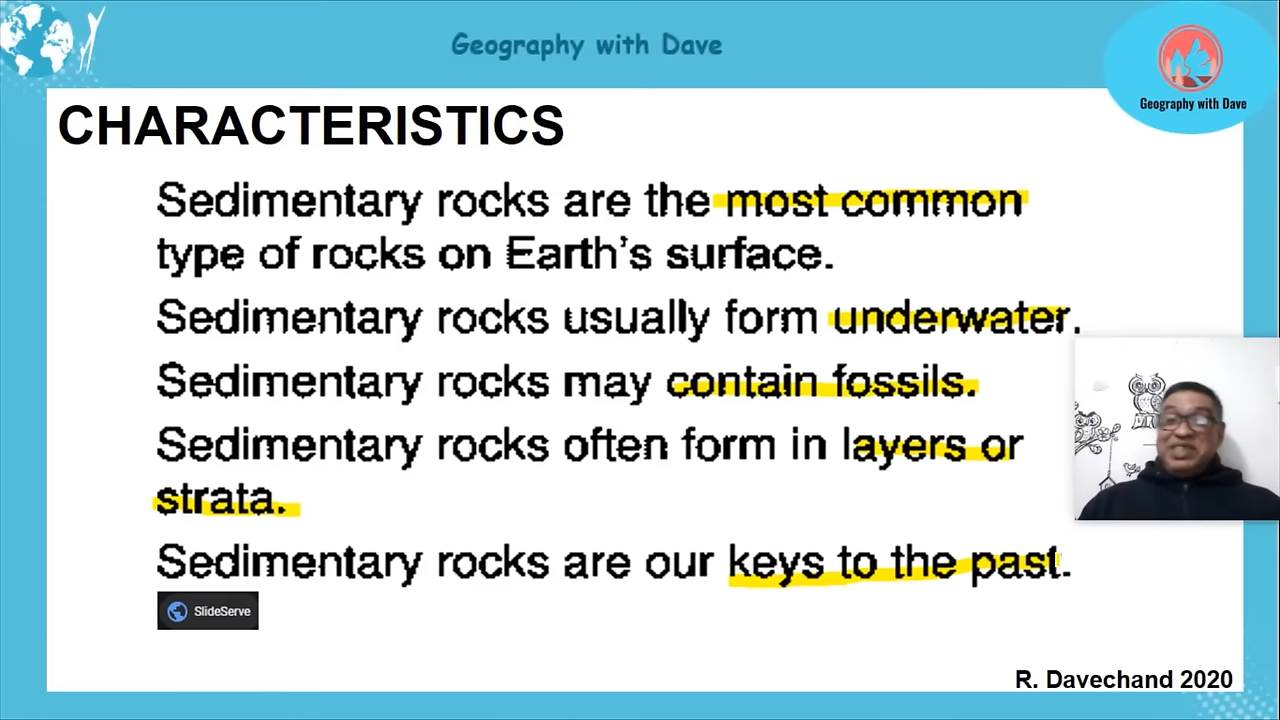 Geography with Dave
Geography with Dave
CHARACTERISTICS
Sedimentary rocks are the most common
type of rocks on Earth's surface.
Sedimentary rocks usually form underwater.
Sedimentary rocks may contain fossils.
Sedimentary rocks often form in layers or
strata.
Sedimentary rocks are our keys to the past.
SlideServe
R. Davechand 2020